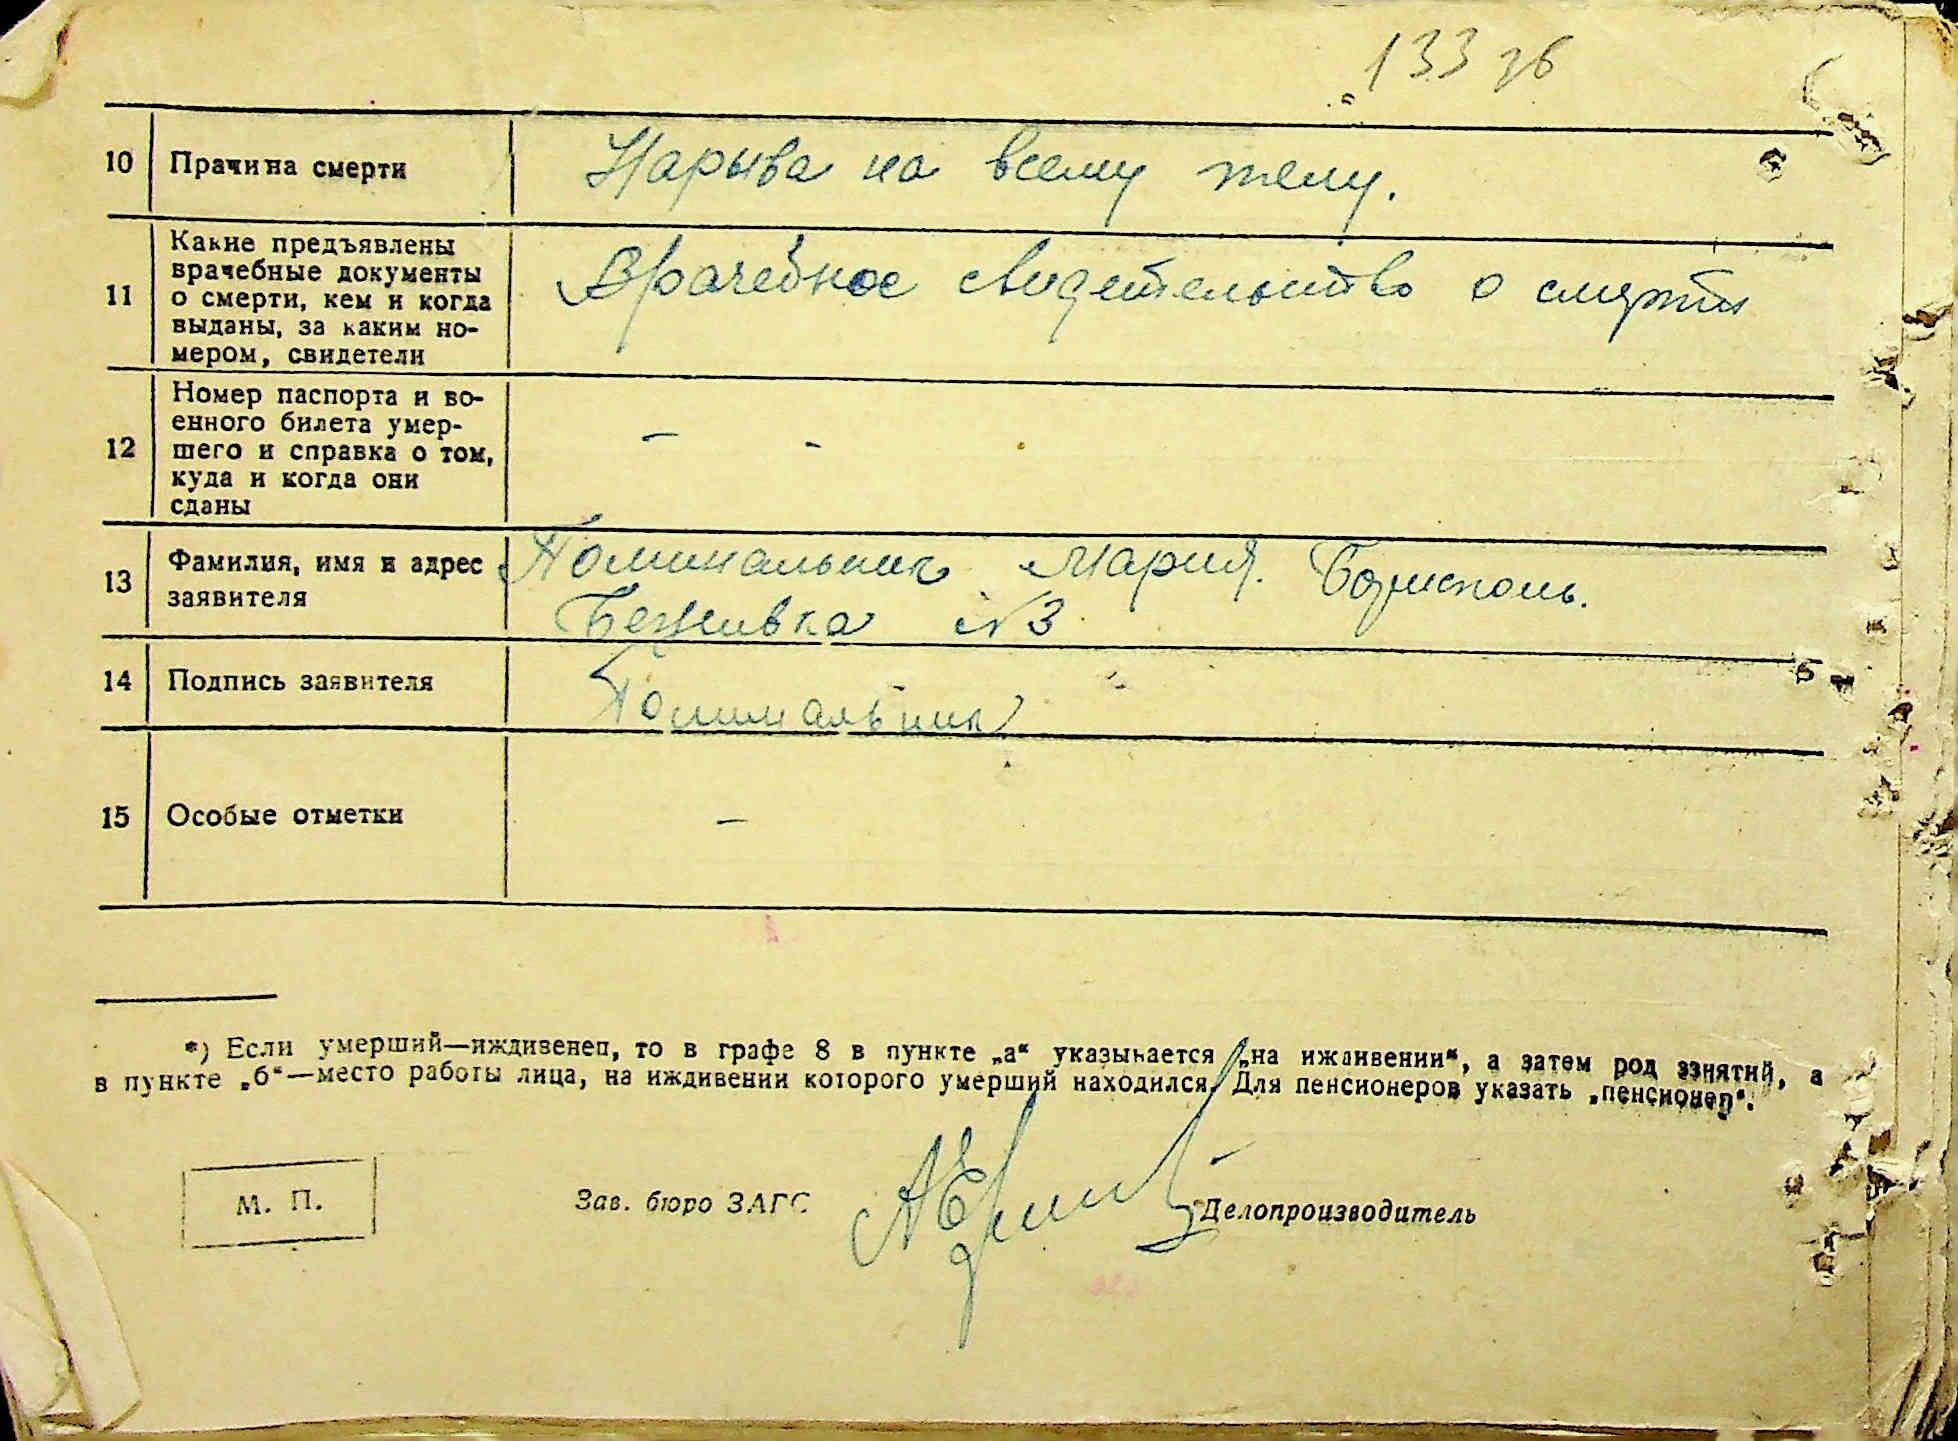 133 зв
10 Причина смерти Нарыва на всему телу.
11 Какие предъявлены
врачебные документы
о смерти, кем и когда
выданы, за каким но-
мером, свидетели
Врачебное свидетельство о смерти
12 Номер паспорта и во-
енного билета умер-
шего и справка о том,
куда и когда они
сданы
- -
13 Фамилия, имя и адрес
заявителя
Поминальник Мария. Борисполь.
№3
14 Подпись заявителя Поминальник
15 Особые отметки -
*) Если умерший—иждивенец, то в графе 8 в пункте „а“ указывается „на иждивении“, а затем род занятий, а
в пункте „б“—место работы лица, на иждивении которого умерший находился. Для пенсионеров указать „пенсионер“.
М. П. Зав. бюро ЗАГС Делопроизводитель